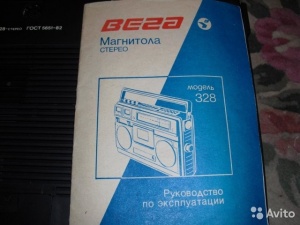 ГОСТ 5651-82
ВЕГА
Магнитола
СТЕРЕО
модель
328
Руководство
по эксплуатации
Avito